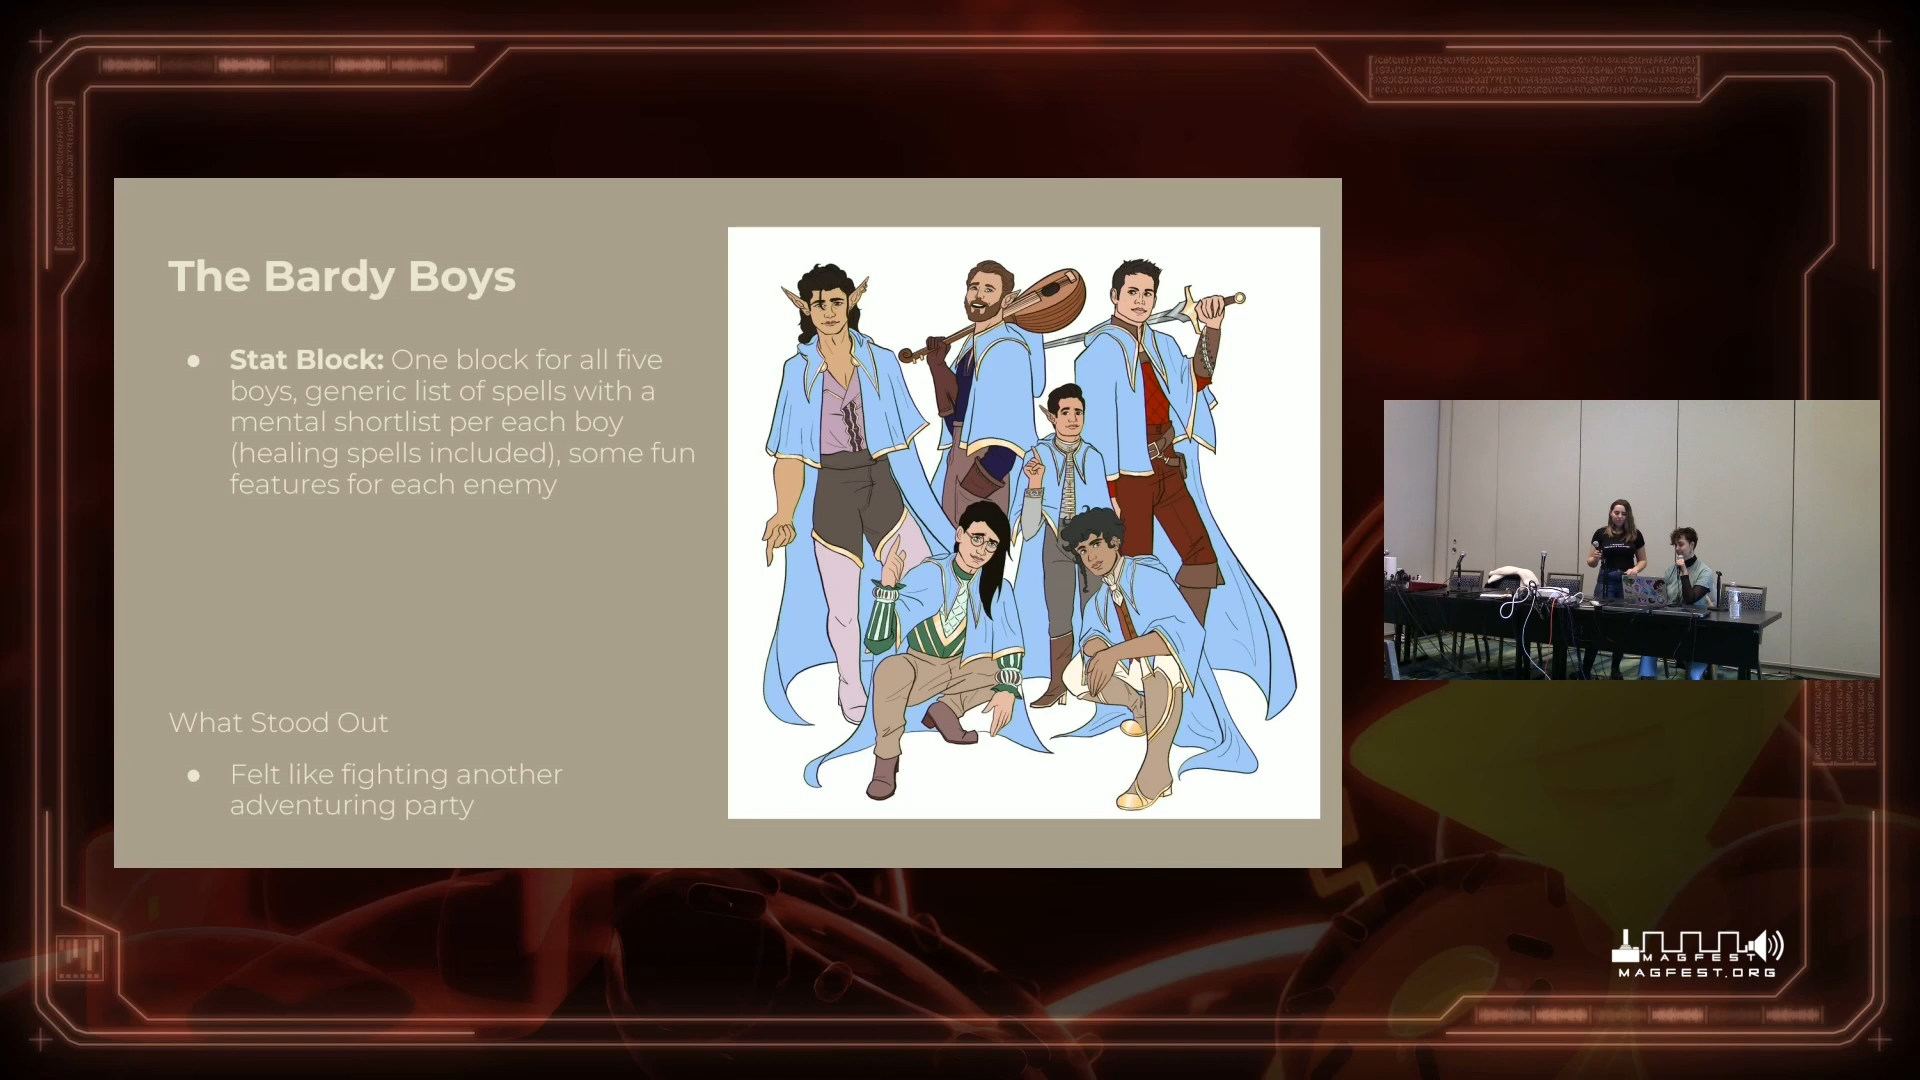 The Bardy Boys
● Stat Block: One block for all five
boys, generic list of spells with a
mental shortlist per each boy
(healing spells included), some fun
features for each enemy
What Stood Out
● Felt like fighting another
adventuring party
MAGFEST
MAGFEST.ORG